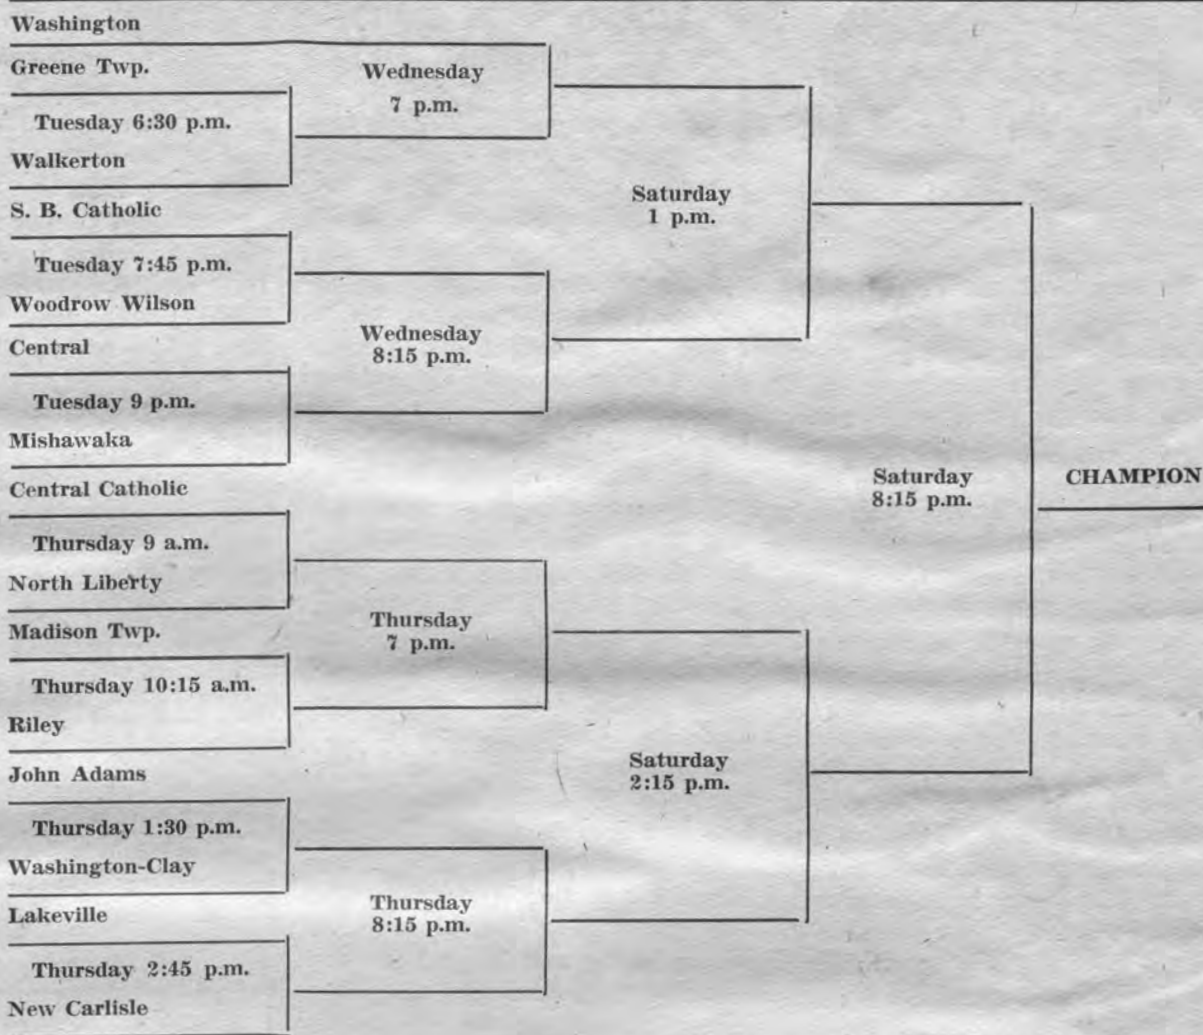 Washington
Greene Twp.
Tuesday 6:30 p.m.
Walkerton
S. B. Catholic
Tuesday 7:45 p.m.
Woodrow Wilson
Central
Tuesday 9 p.m.
Mishawaka
Central Catholic
Thursday 9 a.m.
North Liberty
Madison Twp.
Thursday 10:15 a.m.
Riley
John Adams
Thursday 1:30 p.m.
Washington-Clay
Lakeville
Thursday 2:45 p.m.
New Carlisle
Wednesday
7 p.m.
Wednesday
8:15 p.m.
Thursday
7 p.m.
Thursday
8:15 p.m.
Saturday
1 p.m.
Saturday
2:15 p.m.
Saturday
8:15 p.m.
CHAMPION